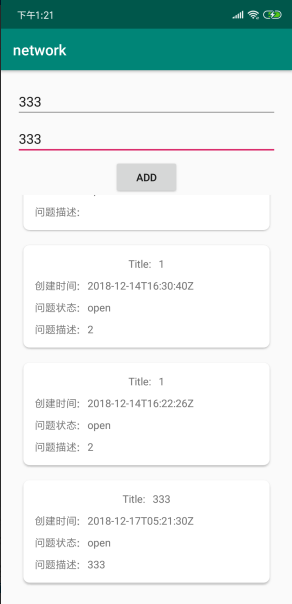 下午1:21
network
333
333
ADD
问题描述:
Title: 1
创建时间: 2018-12-14T16:30:40Z
问题状态: open
问题描述: 2
Title: 1
创建时间: 2018-12-14T16:22:26Z
问题状态: open
问题描述: 2
Title: 333
创建时间: 2018-12-17T05:21:30Z
问题状态: open
问题描述: 333